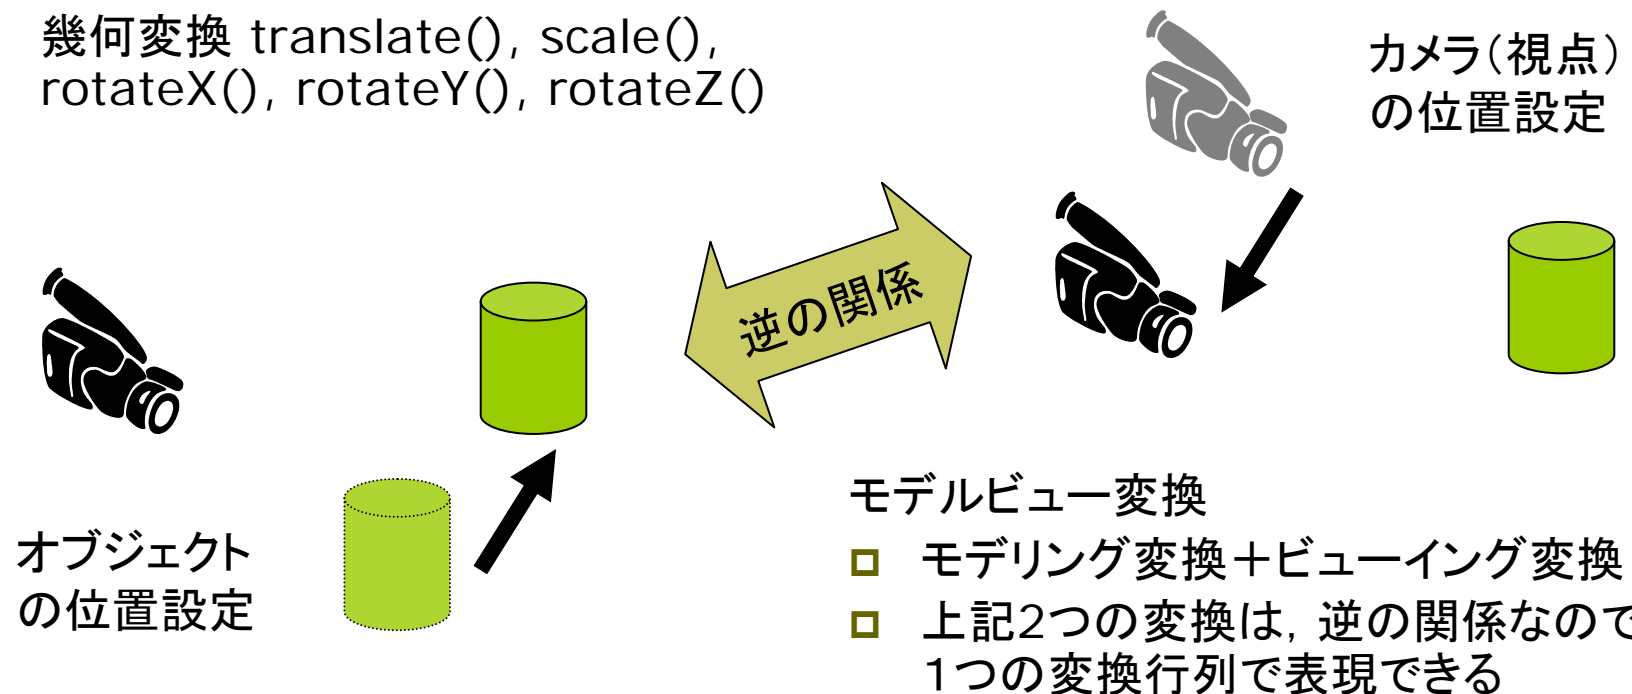 幾何変換 translate(), scale(),
rotateX(), rotateY(), rotateZ()
カメラ（視点）
の位置設定
逆の関係
オブジェクト
の位置設定
モデルビュー変換
モデリング変換＋ビューイング変換
上記2つの変換は，逆の関係なので
１つの変換行列で表現できる